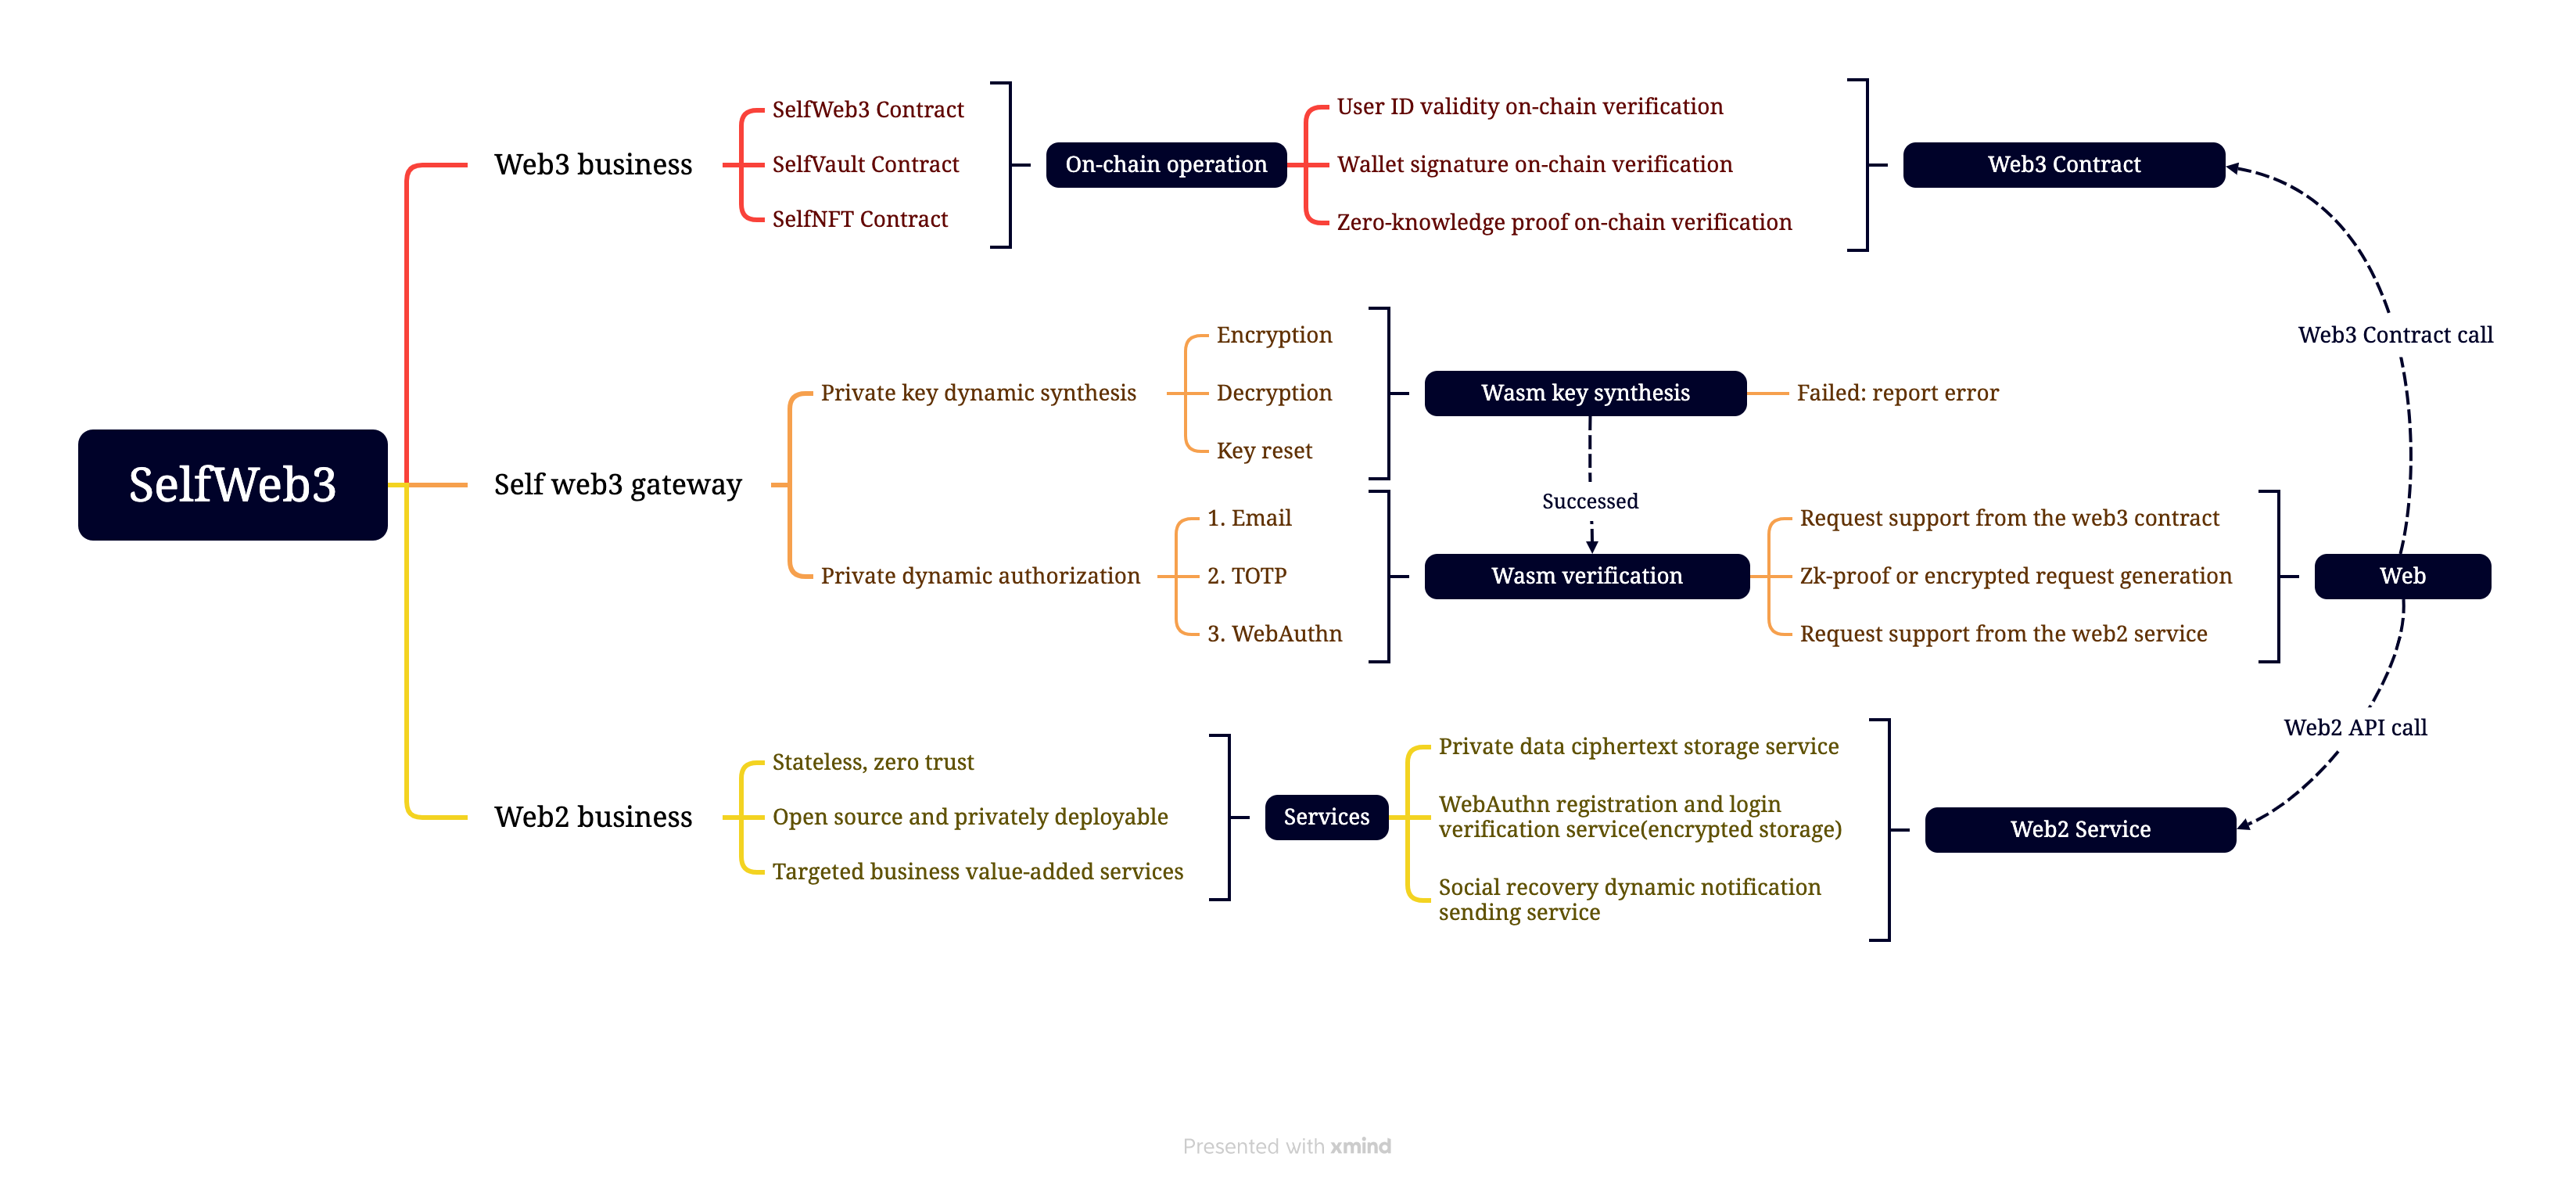 SelfWeb3
Web3 business
SelfWeb3 Contract
SelfVault Contract
SelfNFT Contract
On-chain operation
User ID validity on-chain verification
Wallet signature on-chain verification
Zero-knowledge proof on-chain verification
Web3 Contract
Web3 Contract call
Self web3 gateway
Private key dynamic synthesis
Encryption
Decryption
Key reset
Wasm key synthesis
Failed: report error
Successed
Private dynamic authorization
1. Email
2. TOTP
3. WebAuthn
Wasm verification
Request support from the web3 contract
Zk-proof or encrypted request generation
Request support from the web2 service
Web
Web2 API call
Web2 business
Stateless, zero trust
Open source and privately deployable
Targeted business value-added services
Services
Private data ciphertext storage service
WebAuthn registration and login
verification service(encrypted storage)
Social recovery dynamic notification
sending service
Web2 Service
Presented with xmind